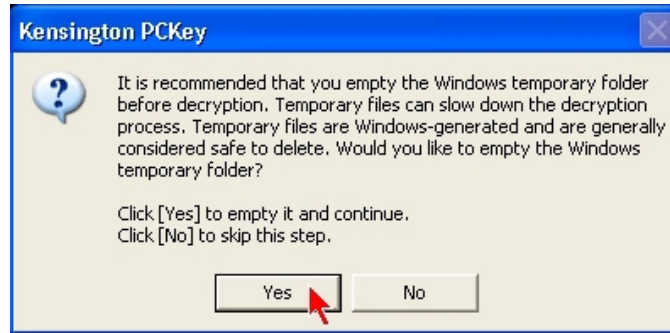 Kensington PCKey
It is recommended that you empty the Windows temporary folder
before decryption. Temporary files can slow down the decryption
process. Temporary files are Windows-generated and are generally
considered safe to delete. Would you like to empty the Windows
temporary folder?
Click [Yes] to empty it and continue.
Click [No] to skip this step.
Yes
No